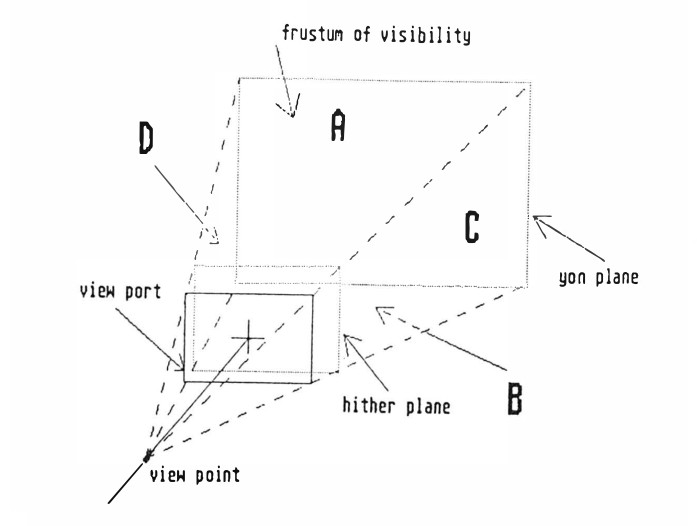 frustum of visibility
A
D
C
yon plane
view port
hither plane
B
view point